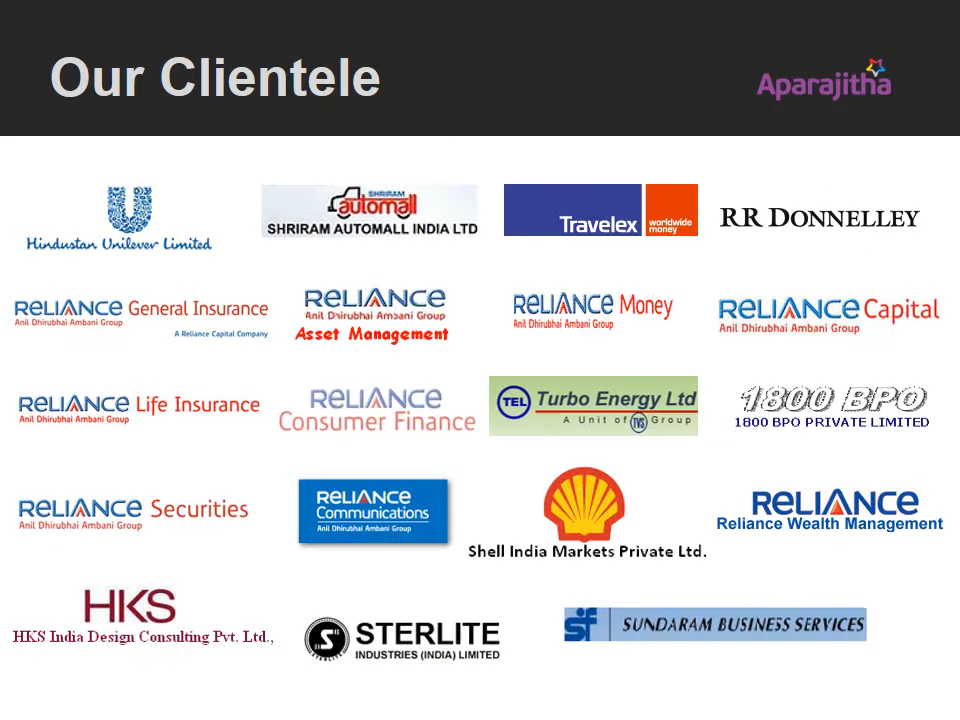 Our Clientele
Aparajitha
Hindustan Unilever Limited
SHRIRAM
automall
SHRIRAM AUTOMALL INDIA LTD
Travelex
worldwide
money
RR DONNELLEY
RELIANCE General Insurance
Anil Dhirubhai Ambani Group
A Reliance Capital Company
RELIANCE
Anil Dhirubhai Ambani Group
Asset Management
RELIANCE Money
Anil Dhirubhai Ambani Group
RELIANCE Capital
Anil Dhirubhai Ambani Group
RELIANCE Life Insurance
Anil Dhirubhai Ambani Group
RELIANCE
Consumer Finance
TEL
Turbo Energy Ltd
A Unit of TVS Group
1800 BPO
1800 BPO PRIVATE LIMITED
RELIANCE Securities
Anil Dhirubhai Ambani Group
RELIANCE
Communications
Anil Dhirubhai Ambani Group
Shell India Markets Private Ltd.
RELIANCE
Reliance Wealth Management
HKS
HKS India Design Consulting Pvt. Ltd.,
S
STERLITE
STERLITE
INDUSTRIES (INDIA) LIMITED
sf
SUNDARAM BUSINESS SERVICES